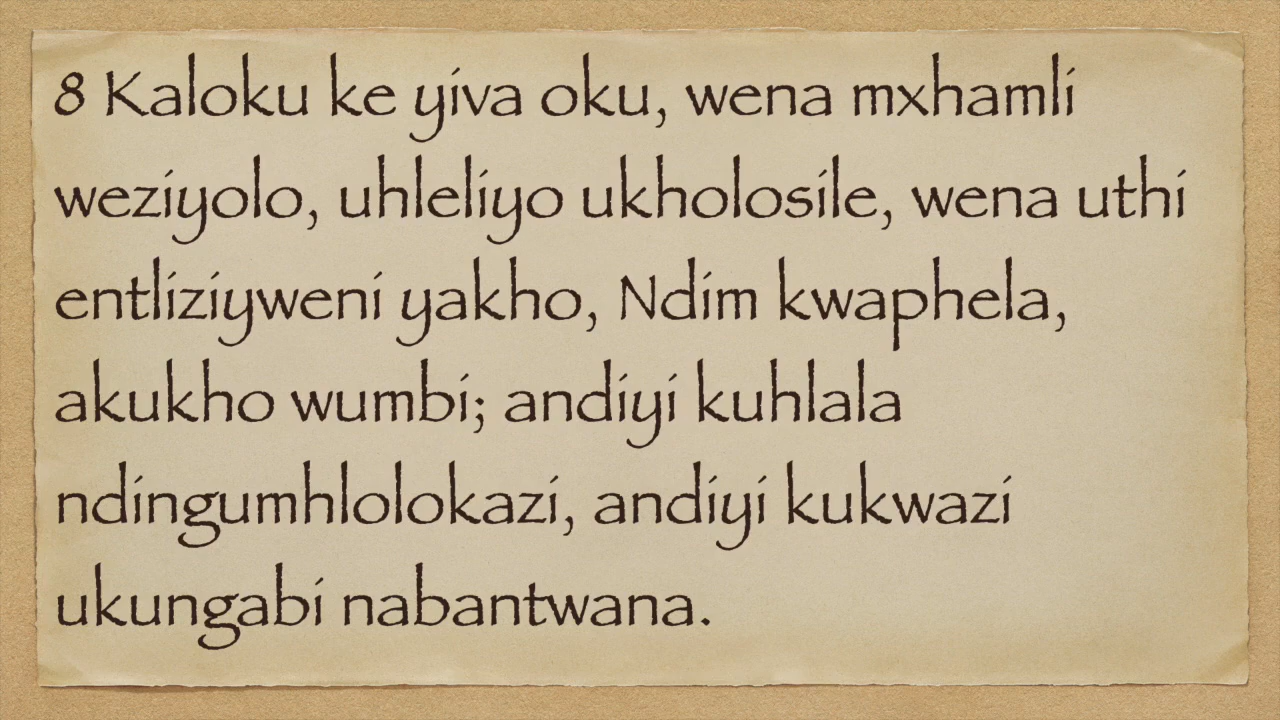 8 Kaloku ke yiva oku, wena mxhamli
weziyolo, uhleliyo ukholosile, wena uthi
entliziyweni yakho, Ndim kwaphela,
akukho wumbi; andiyi kuhlala
ndingumhlolokazi, andiyi kukwazi
ukungabi nabantwana.